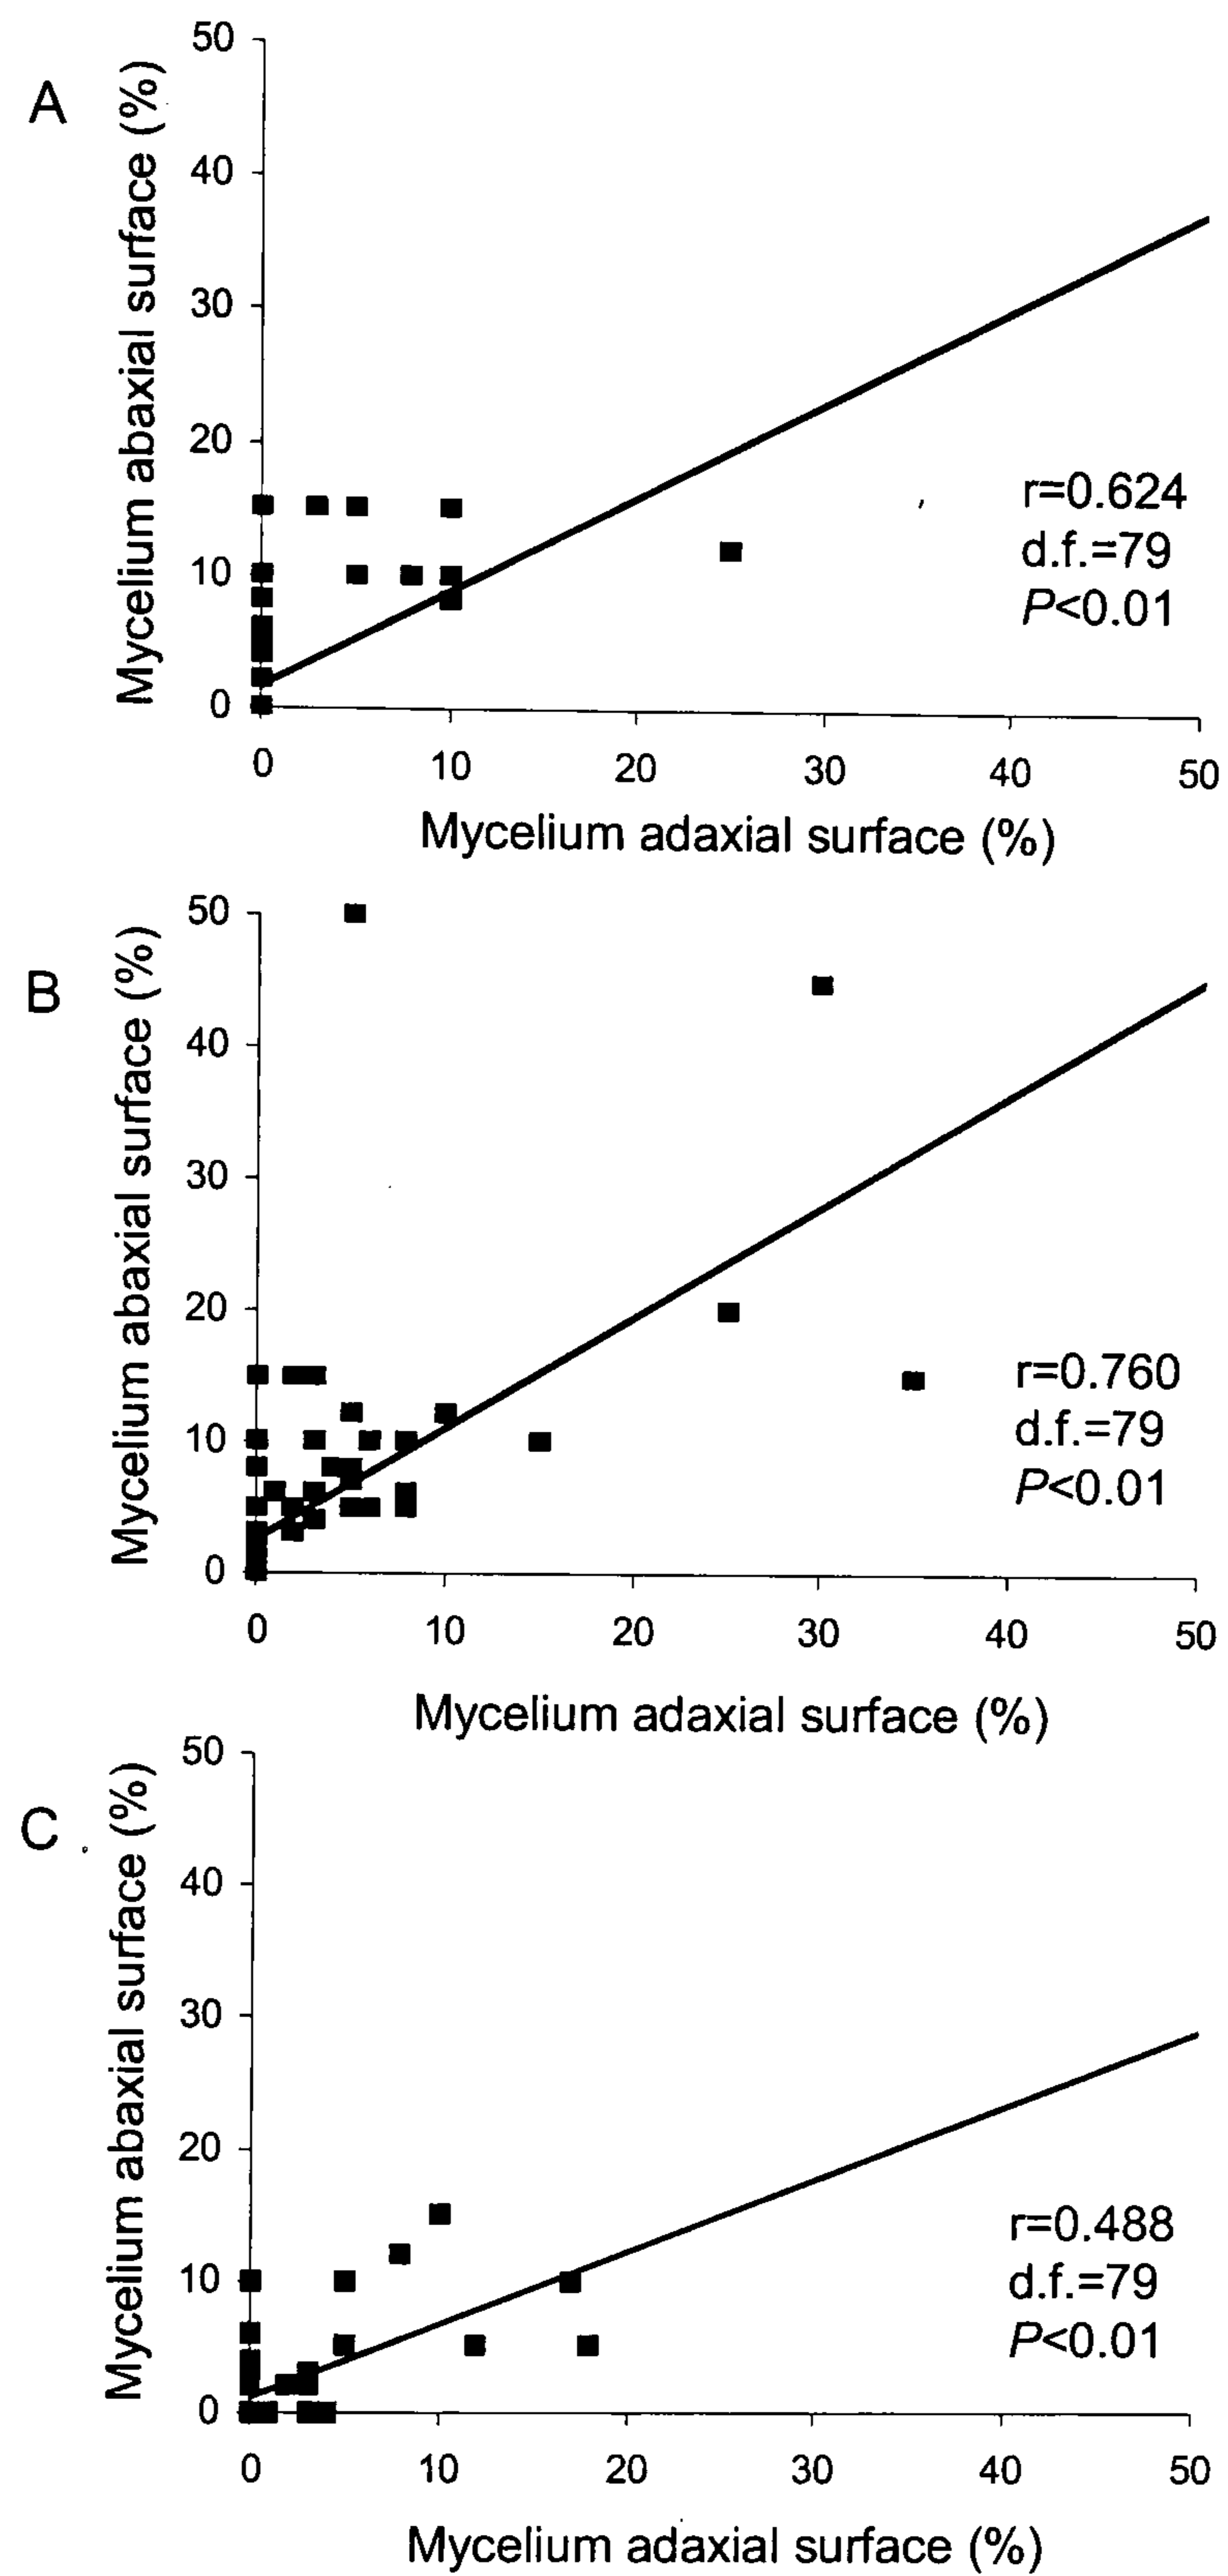 A
Mycelium abaxial surface (%)
50
40
30
20
10
0
r=0.624
d.f.=79
P<0.01
0 10 20 30 40 50
Mycelium adaxial surface (%)
B
Mycelium abaxial surface (%)
50
40
30
20
10
0
r=0.760
d.f.=79
P<0.01
0 10 20 30 40 50
Mycelium adaxial surface (%)
C
Mycelium abaxial surface (%)
50
40
30
20
10
0
r=0.488
d.f.=79
P<0.01
0 10 20 30 40 50
Mycelium adaxial surface (%)